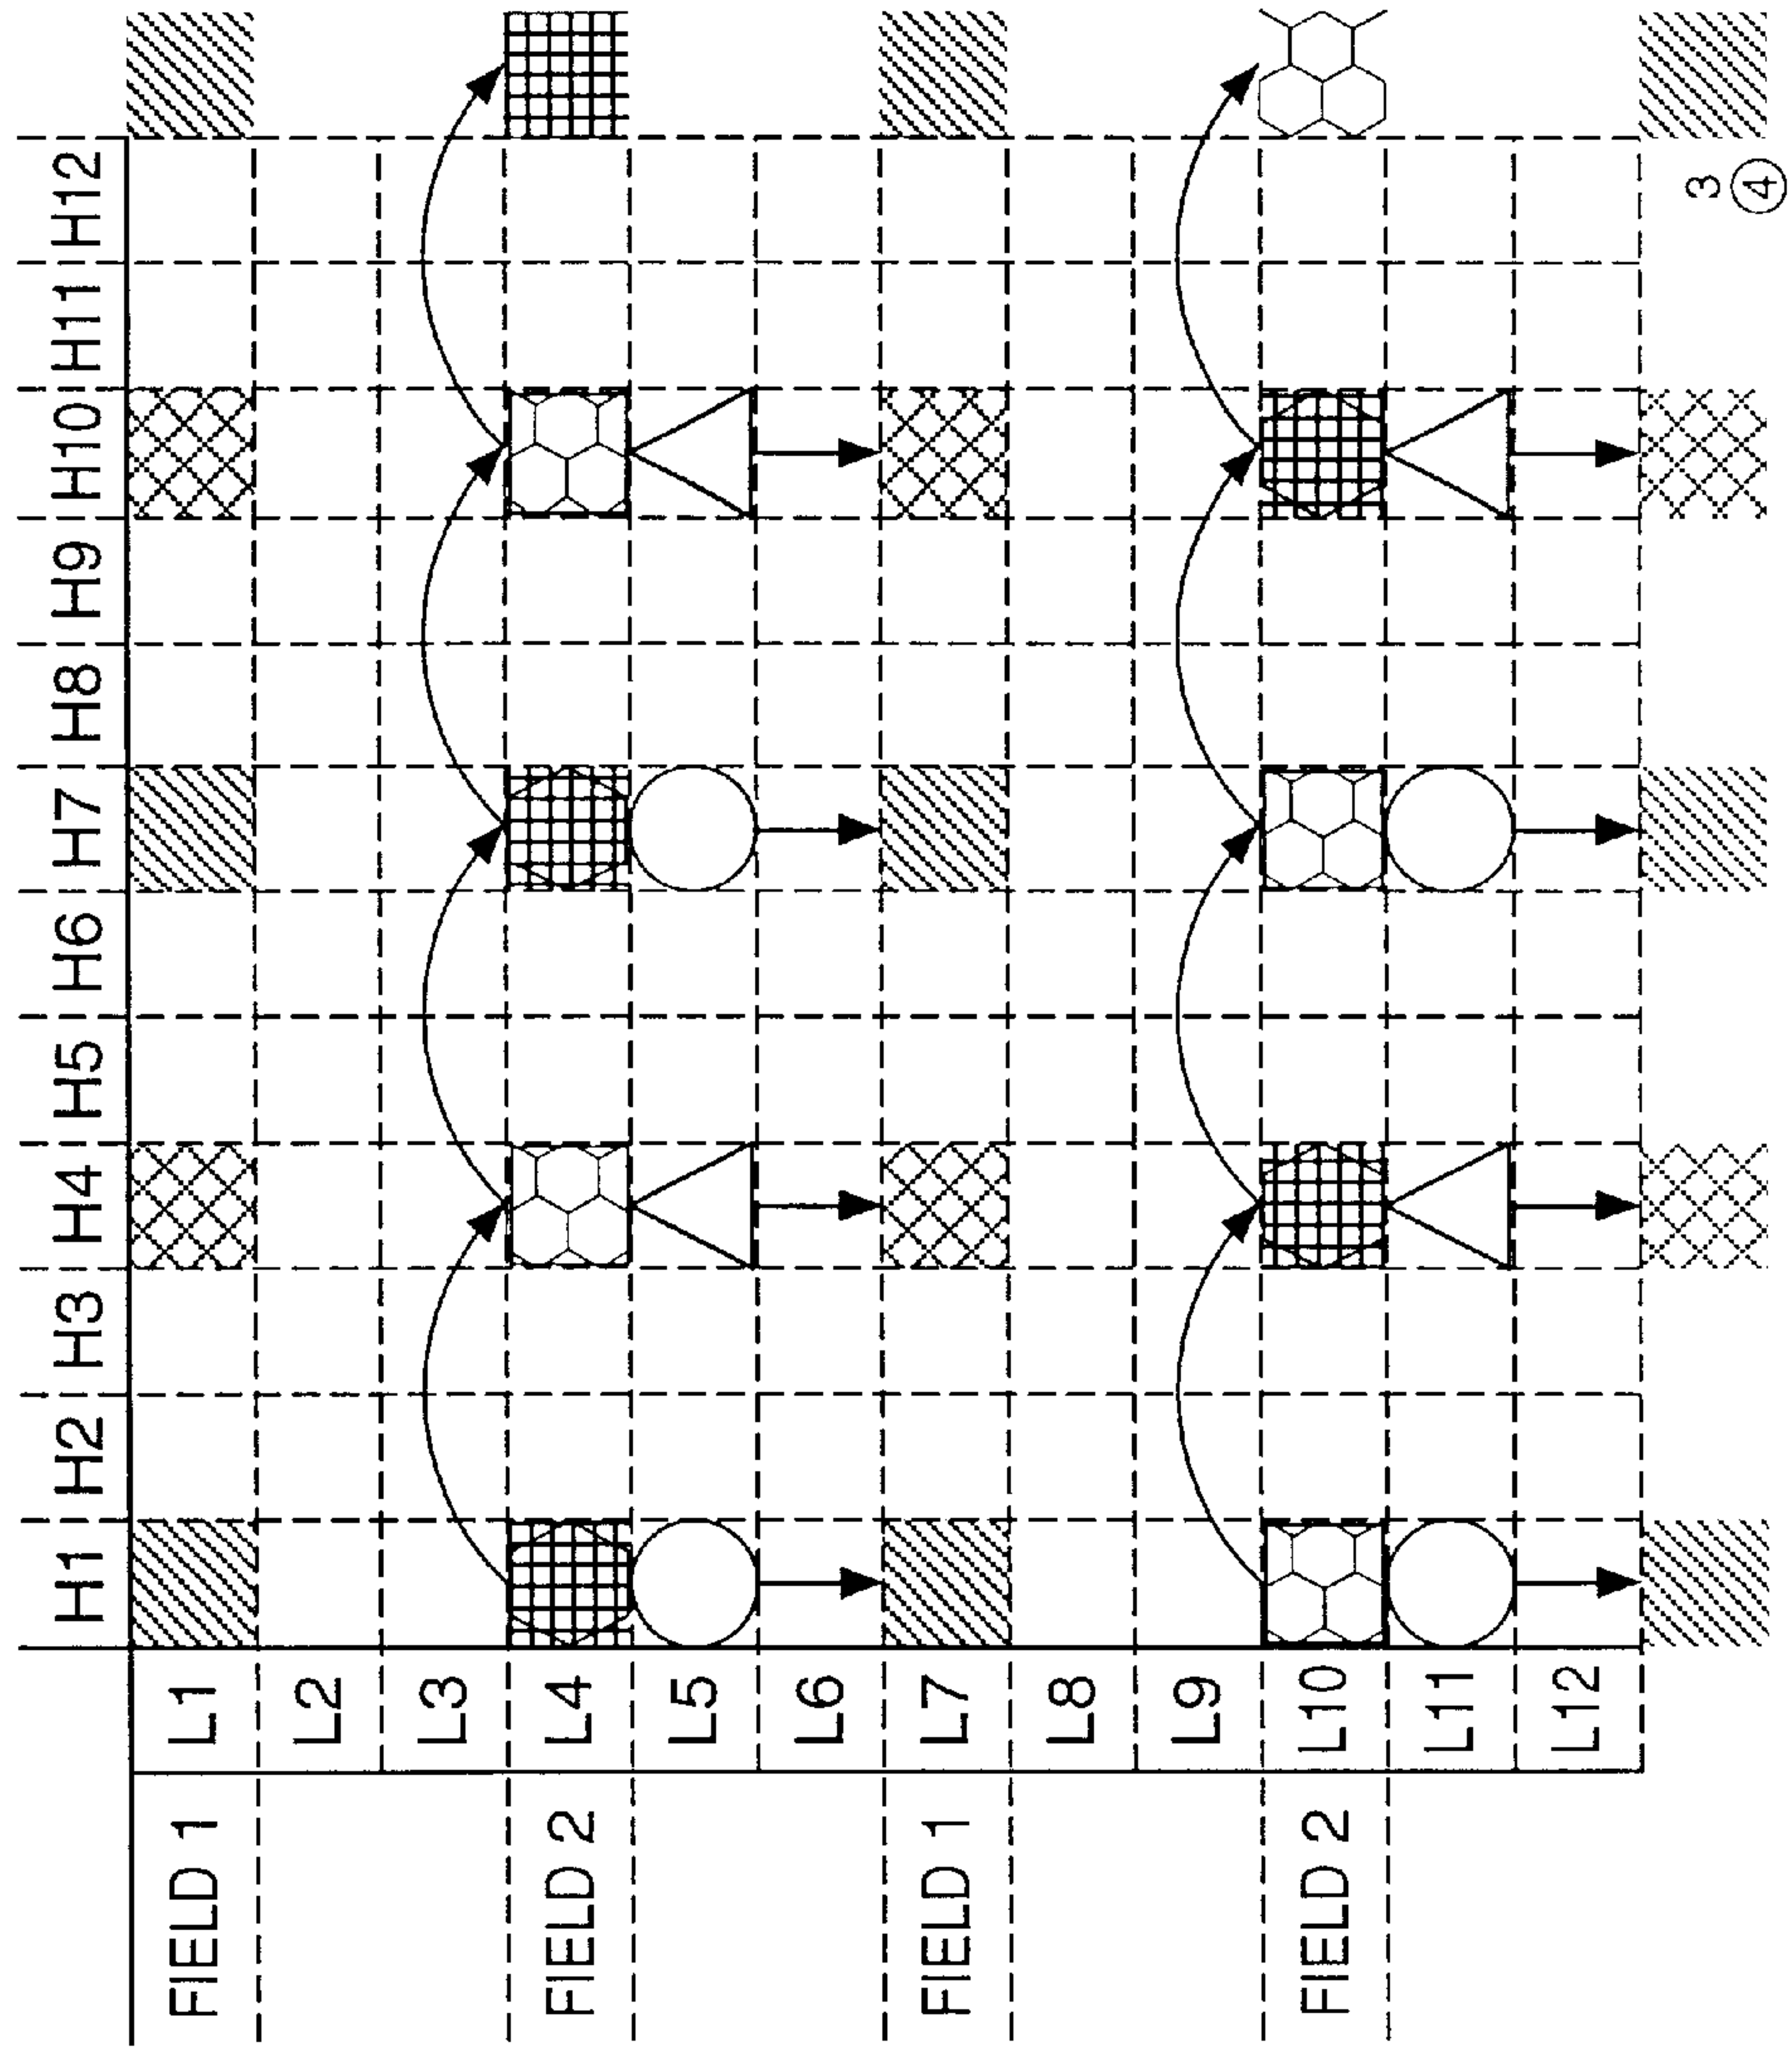 H1 H2 H3 H4 H5 H6 H7 H8 H9 H10 H11 H12
FIELD 1 L1
L2
L3
FIELD 2 L4
L5
L6
FIELD 1 L7
L8
L9
FIELD 2 L10
L11
L12
3
④